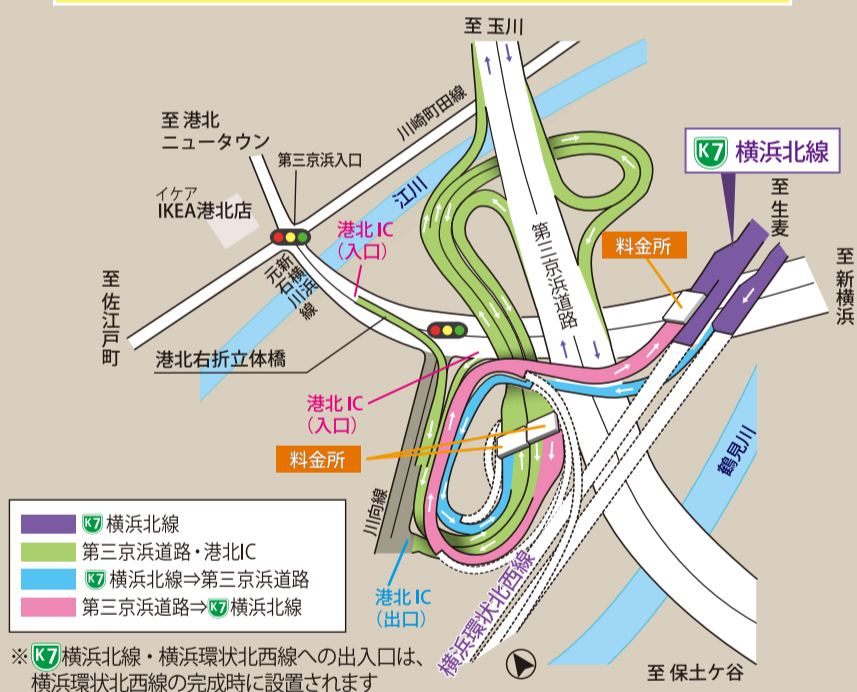 至 玉川
至 港北
ニュータウン
川崎町田線
第三京浜入口
K7 横浜北線
イケア
IKEA港北店
江川
港北 IC
(入口)
至 生麦
料金所
至 新横浜
新横浜
元石川線
第三京浜道路
至 佐江戸町
港北右折立体橋
港北 IC
(入口)
料金所
鶴見川
川向線
K7 横浜北線
第三京浜道路・港北IC
K7 横浜北線⇒第三京浜道路
第三京浜道路⇒K7 横浜北線
港北 IC
(出口)
横浜環状北西線
※K7横浜北線・横浜環状北西線への出入口は、
横浜環状北西線の完成時に設置されます
至 保土ケ谷